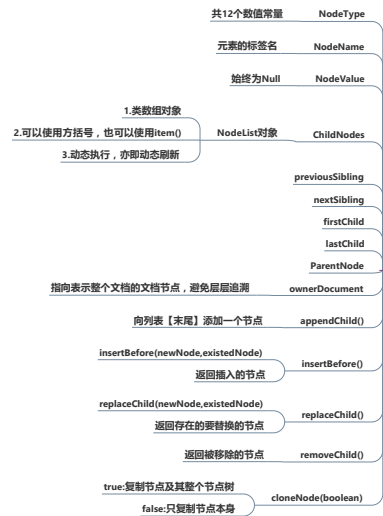 共12个数值常量 NodeType
元素的标签名 NodeName
始终为Null NodeValue
1.类数组对象
2.可以使用方括号，也可以使用item() NodeList对象 ChildNodes
3.动态执行，亦即动态刷新
previousSibling
nextSibling
firstChild
lastChild
ParentNode
指向表示整个文档的文档节点，避免层层追溯 ownerDocument
向列表【末尾】添加一个节点 appendChild()
insertBefore(newNode,existedNode)
insertBefore()
返回插入的节点
replaceChild(newNode,existedNode)
replaceChild()
返回存在的要替换的节点
返回被移除的节点 removeChild()
true:复制节点及其整个节点树
cloneNode(boolean)
false:只复制节点本身